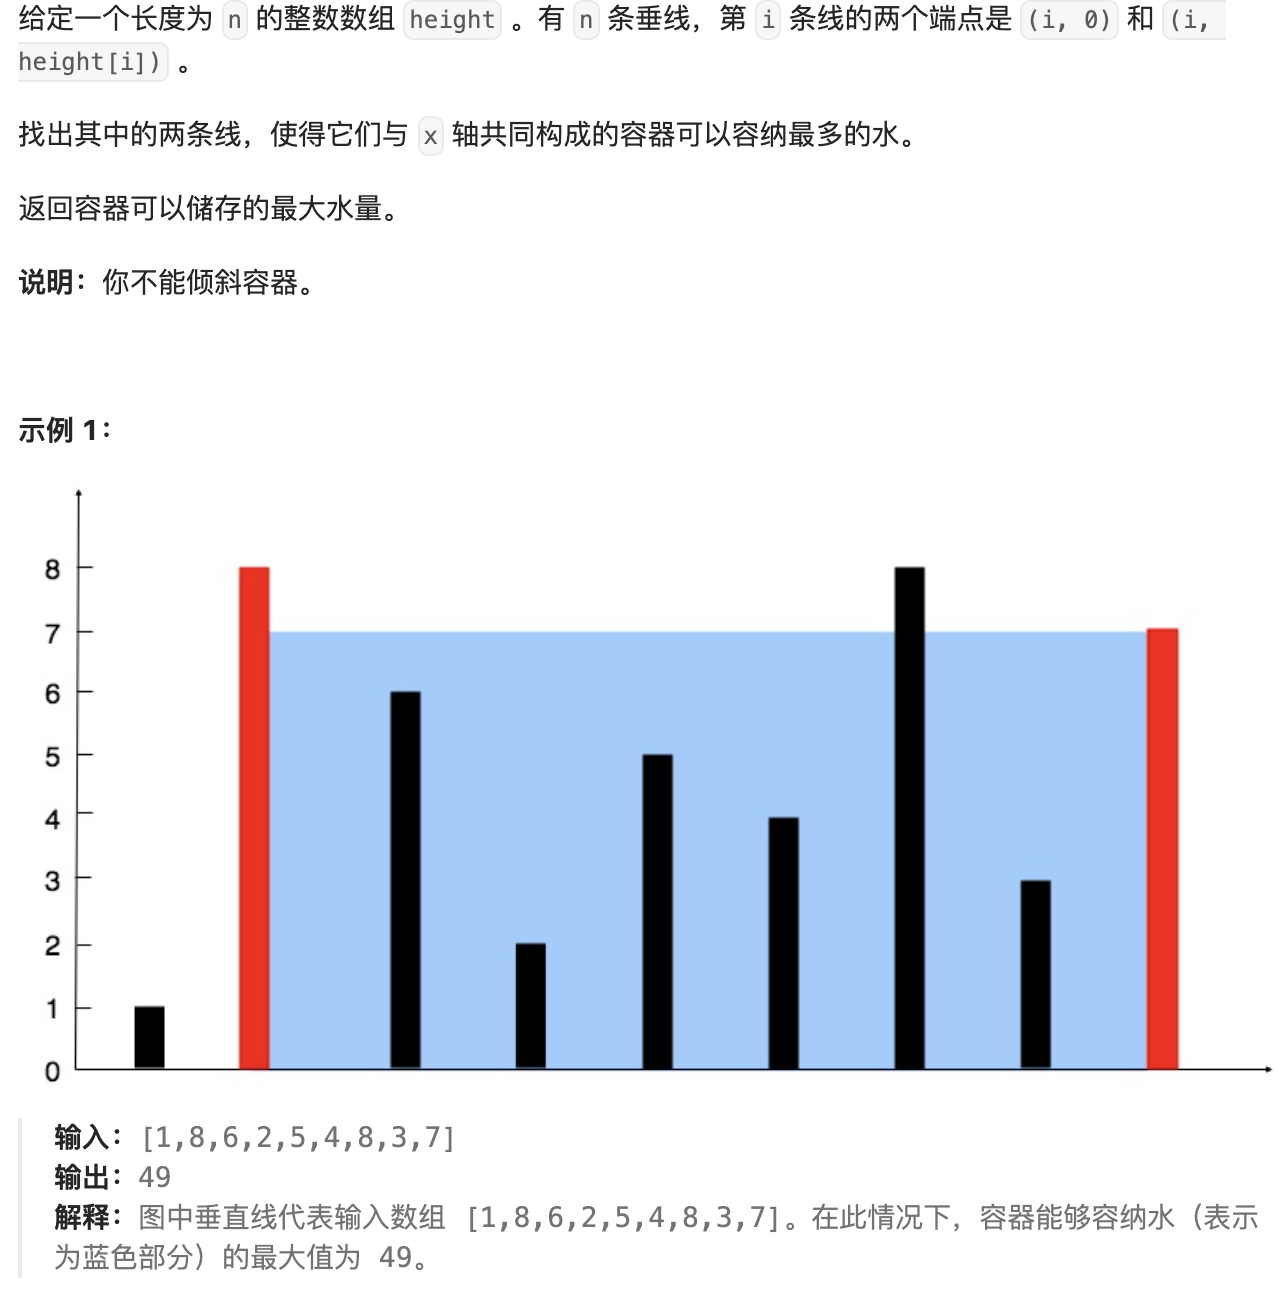 给定一个长度为 n 的整数数组 height 。有 n 条垂线，第 i 条线的两个端点是 (i, 0) 和 (i,
height[i]) 。
找出其中的两条线，使得它们与 x 轴共同构成的容器可以容纳最多的水。
返回容器可以储存的最大水量。
说明：你不能倾斜容器。
示例 1：
8
7
6
5
4
3
2
1
0
输入：[1,8,6,2,5,4,8,3,7]
输出：49
解释：图中垂直线代表输入数组 [1,8,6,2,5,4,8,3,7]。在此情况下，容器能够容纳水（表示
为蓝色部分）的最大值为 49。